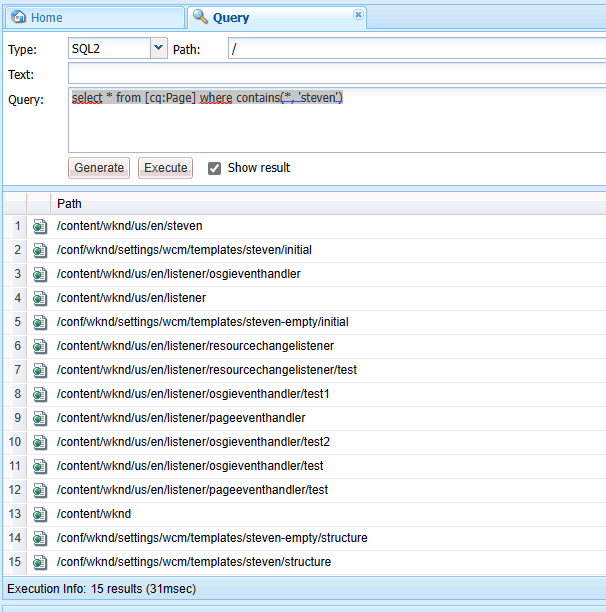 Home Query
Type: SQL2 Path: /
Text:
Query: select * from [cq:Page] where contains(*, 'steven')
Generate Execute Show result
Path
1 /content/wknd/us/en/steven
2 /conf/wknd/settings/wcm/templates/steven/initial
3 /content/wknd/us/en/listener/osgieventhandler
4 /content/wknd/us/en/listener
5 /conf/wknd/settings/wcm/templates/steven-empty/initial
6 /content/wknd/us/en/listener/resourcechangelistener
7 /content/wknd/us/en/listener/resourcechangelistener/test
8 /content/wknd/us/en/listener/osgieventhandler/test1
9 /content/wknd/us/en/listener/pageeventhandler
10 /content/wknd/us/en/listener/osgieventhandler/test2
11 /content/wknd/us/en/listener/osgieventhandler/test
12 /content/wknd/us/en/listener/pageeventhandler/test
13 /content/wknd
14 /conf/wknd/settings/wcm/templates/steven-empty/structure
15 /conf/wknd/settings/wcm/templates/steven/structure
Execution Info: 15 results (31msec)